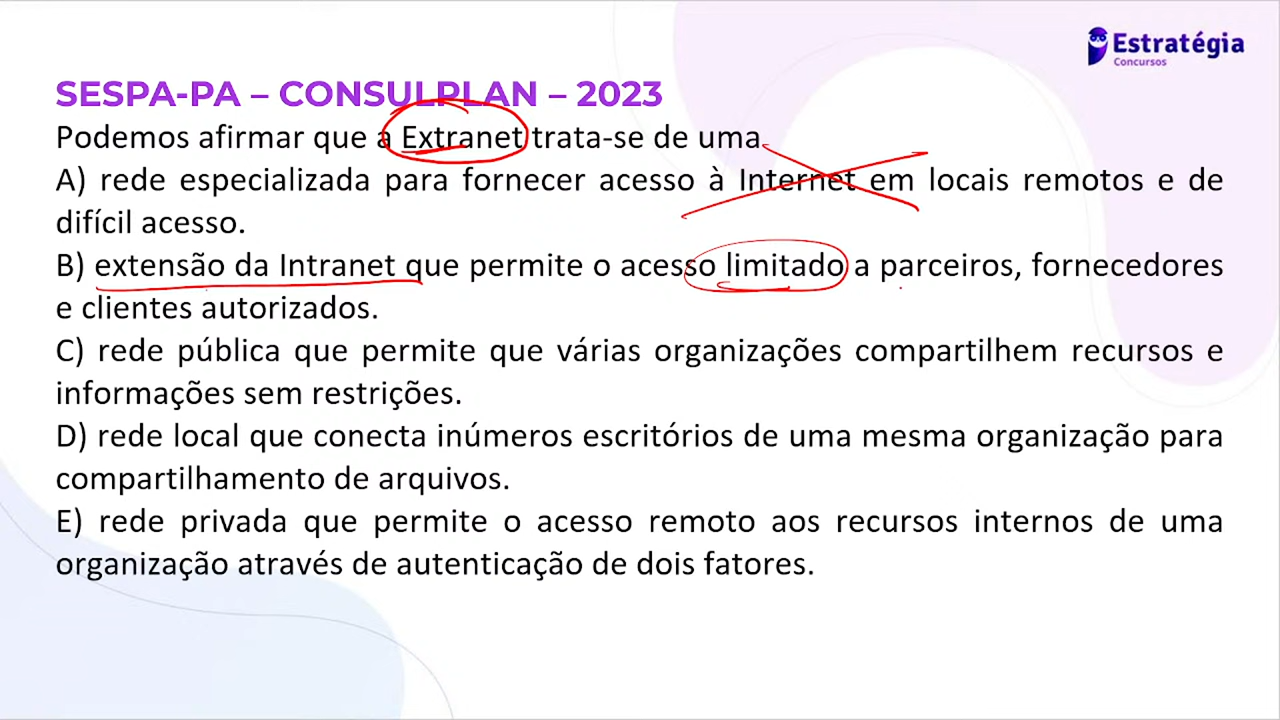 Estratégia
Concursos
SESPA-PA – CONSULPLAN – 2023
Podemos afirmar que a Extranet trata-se de uma
A) rede especializada para fornecer acesso à Internet em locais remotos e de
difícil acesso.
B) extensão da Intranet que permite o acesso limitado a parceiros, fornecedores
e clientes autorizados.
C) rede pública que permite que várias organizações compartilhem recursos e
informações sem restrições.
D) rede local que conecta inúmeros escritórios de uma mesma organização para
compartilhamento de arquivos.
E) rede privada que permite o acesso remoto aos recursos internos de uma
organização através de autenticação de dois fatores.